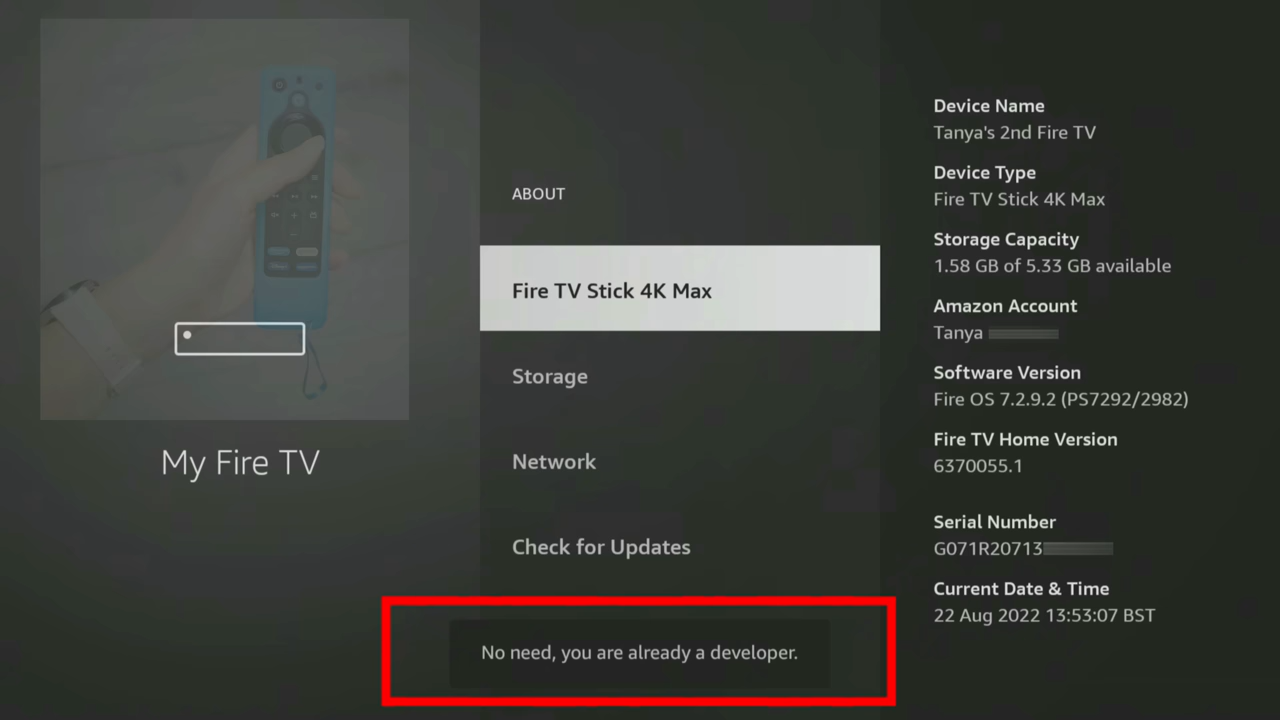 My Fire TV
ABOUT
Fire TV Stick 4K Max
Storage
Network
Check for Updates
No need, you are already a developer.
Device Name
Tanya's 2nd Fire TV
Device Type
Fire TV Stick 4K Max
Storage Capacity
1.58 GB of 5.33 GB available
Amazon Account
Tanya
Software Version
Fire OS 7.2.9.2 (PS7292/2982)
Fire TV Home Version
6370055.1
Serial Number
G071R20713
Current Date & Time
22 Aug 2022 13:53:07 BST